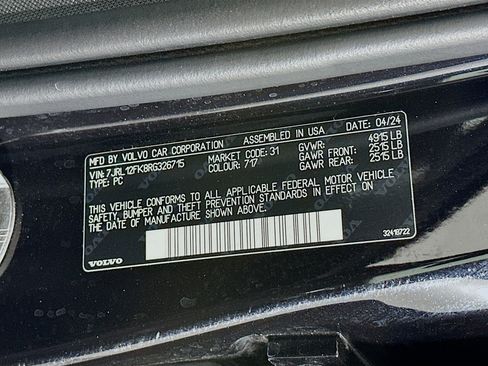 MFD BY VOLVO CAR CORPORATION ASSEMBLED IN USA DATE: 04/24
VIN: 7JRL12FK8RG326715 MARKET CODE: 31 GVWR: 4915 LB
TYPE: PC COLOUR: 717 GAWR FRONT: 2515 LB
GAWR REAR: 2515 LB
THIS VEHICLE CONFORMS TO ALL APPLICABLE FEDERAL MOTOR VEHICLE
SAFETY, BUMPER AND THEFT PREVENTION STANDARDS IN EFFECT ON
THE DATE OF MANUFACTURE SHOWN ABOVE.
VOLVO 32418722